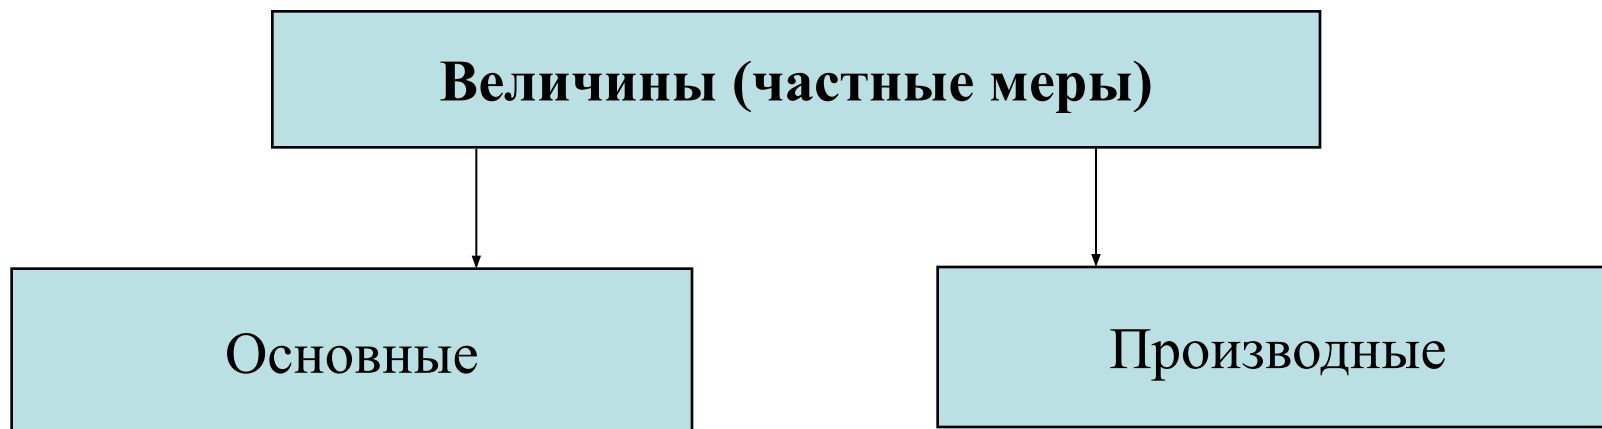 Величины (частные меры)
Основные
Производные